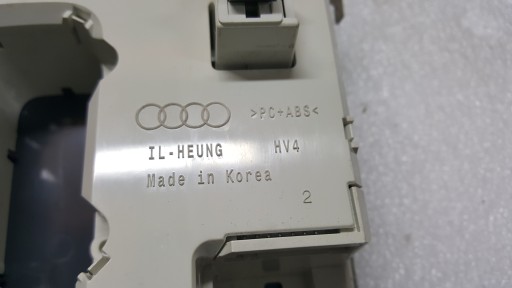 >PC+ABS<
IL-HEUNG HV4
Made in Korea
2